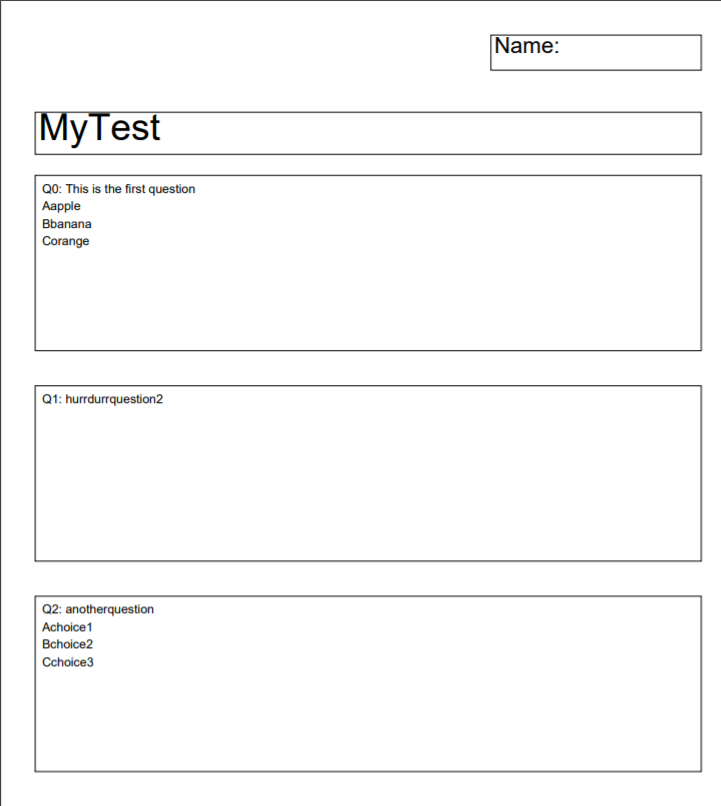 Name:
MyTest
Q0: This is the first question
Aapple
Bbanana
Corange
Q1: hurrdurrquestion2
Q2: anotherquestion
Achoice1
Bchoice2
Cchoice3